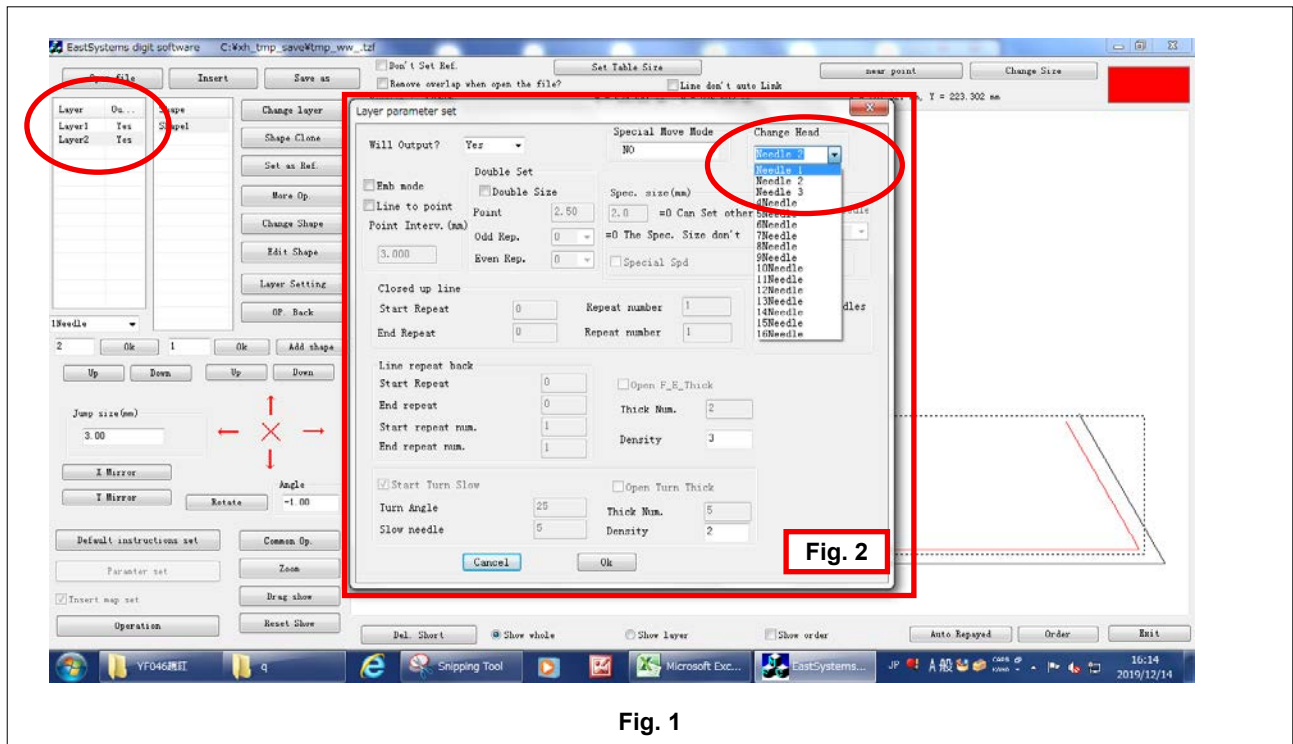 EastSystems digit software C:¥xh_tmp_save¥tmp_ww_.tzf
Open file Insert Save as
Don't Set Ref.
Remove overlap when open the file?
Set Table Size
Line don't auto Link
near point Change Size
Y = 223.302 mm
Layer Ou... Shape
Layer1 Yes Shape1
Layer2 Yes
Change layer
Shape Clone
Set as Ref.
More Op.
Change Shape
Edit Shape
Layer Setting
OP. Back
1Needle
2 Ok 1 Ok Add shape
Up Down Up Down
Jump size(mm)
3.00
X Mirror
Y Mirror
Rotate
Angle
-1.00
Default instructions set
Common Op.
Paramter set
Zoom
Insert map set
Drag show
Operation
Reset Show
Layer parameter set
Will Output? Yes
Special Move Mode
NO
Change Head
Needle 2
Needle 1
Needle 2
Needle 3
4Needle
5Needle
6Needle
7Needle
8Needle
9Needle
10Needle
11Needle
12Needle
13Needle
14Needle
15Needle
16Needle
Emb mode
Line to point
Point Interv.(mm)
3.000
Double Set
Double Size
Point 2.50
Odd Rep. 0
Even Rep. 0
Spec. size(mm)
2.0 =0 Can Set other
=0 The Spec. Size don't
Special Spd
Closed up line
Start Repeat 0 Repeat number 1
End Repeat 0 Repeat number 1
Line repeat back
Start Repeat 0
End repeat 0
Start repeat num. 1
End repeat num. 1
Open F_E_Thick
Thick Num. 2
Density 3
Start Turn Slow
Turn Angle 25
Slow needle 5
Open Turn Thick
Thick Num. 5
Density 2
Cancel Ok
Fig. 2
Del. Short Show whole Show layer Show order Auto Repayed Order Exit
q Snipping Tool Microsoft Exc... EastSystems... JP A 般 16:14
2019/12/14
Fig. 1